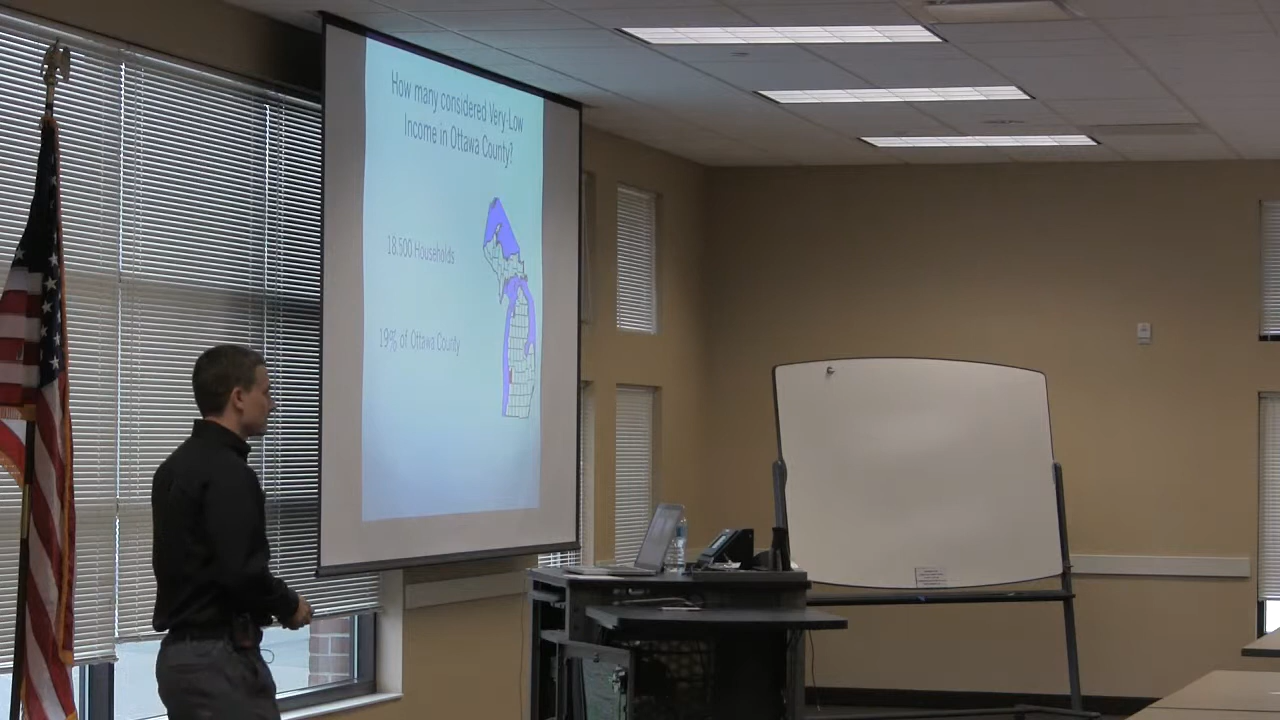 How many considered Very-Low
Income in Ottawa County?
18,500 Households
19% of Ottawa County